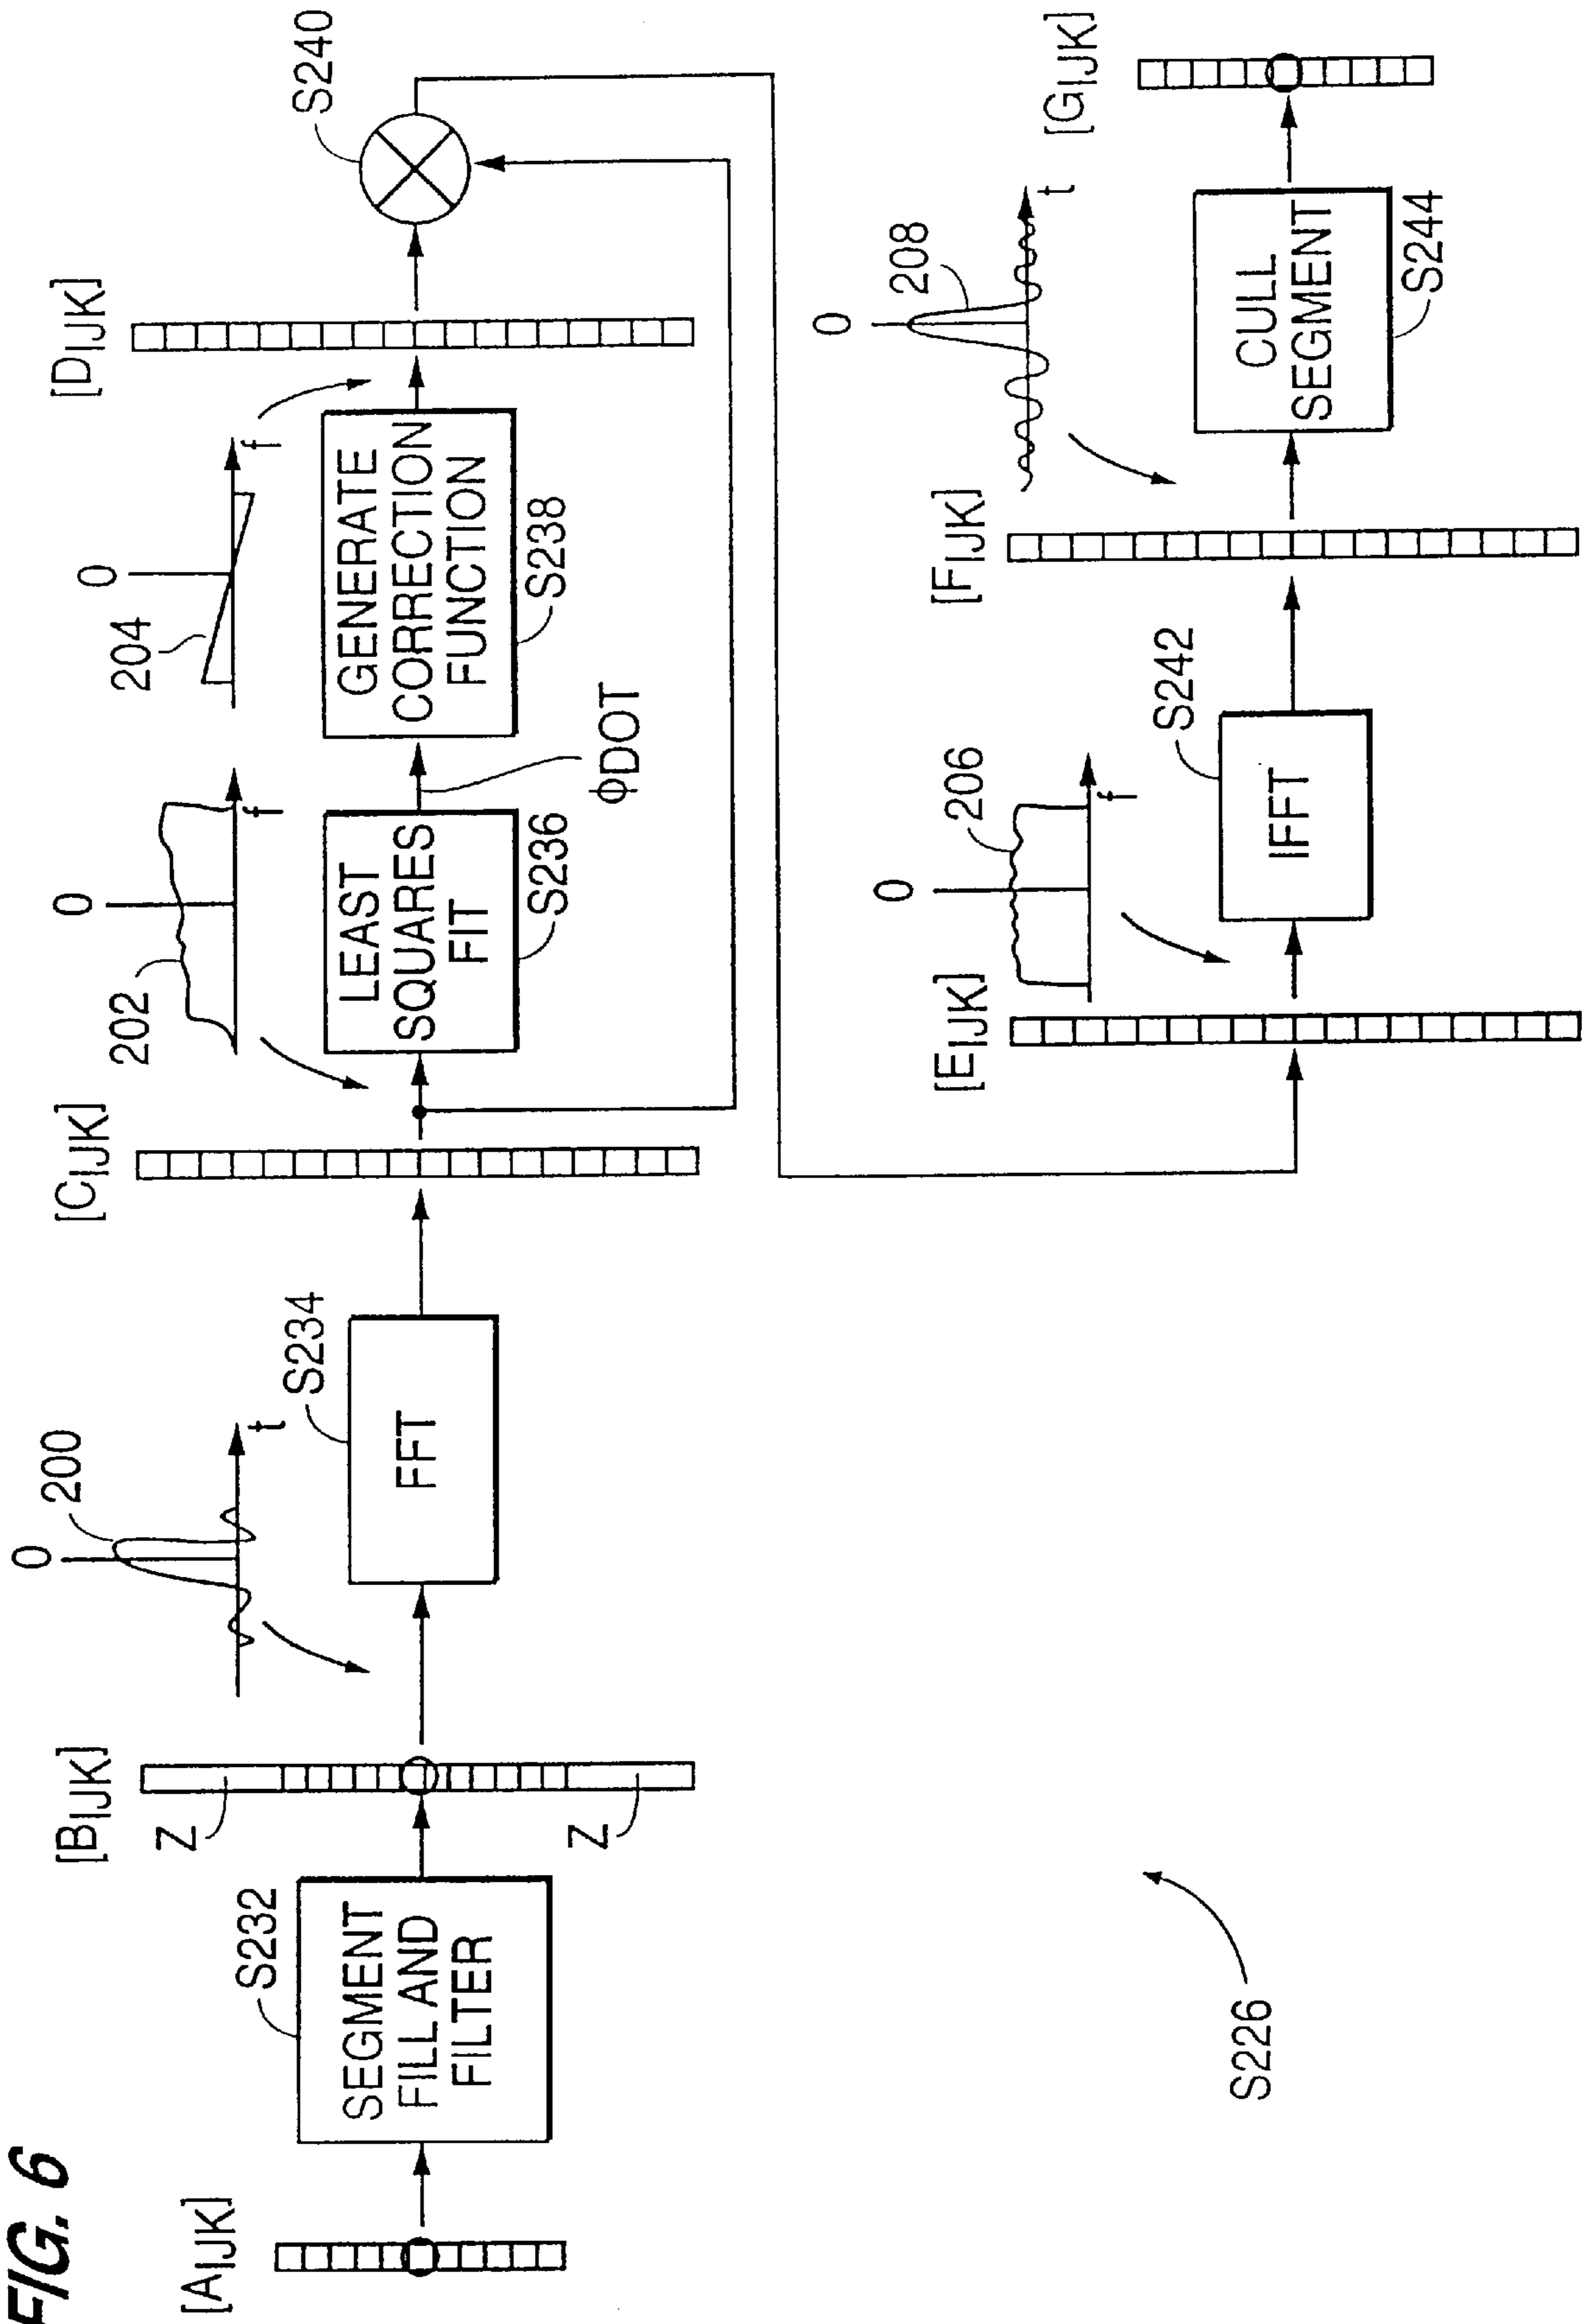 FIG. 6
[AIJK]
SEGMENT
FILL AND
FILTER
S232
[BIJK]
Z
Z
0
200
t
FFT
S234
[CIJK]
0
202
f
LEAST
SQUARES
FIT
S236
ϕDOT
0
204
f
GENERATE
CORRECTION
FUNCTION
S238
[DIJK]
S240
[EIJK]
0
206
f
IFFT
S242
[FIJK]
0
208
t
CULL
SEGMENT
S244
[GIJK]
S226